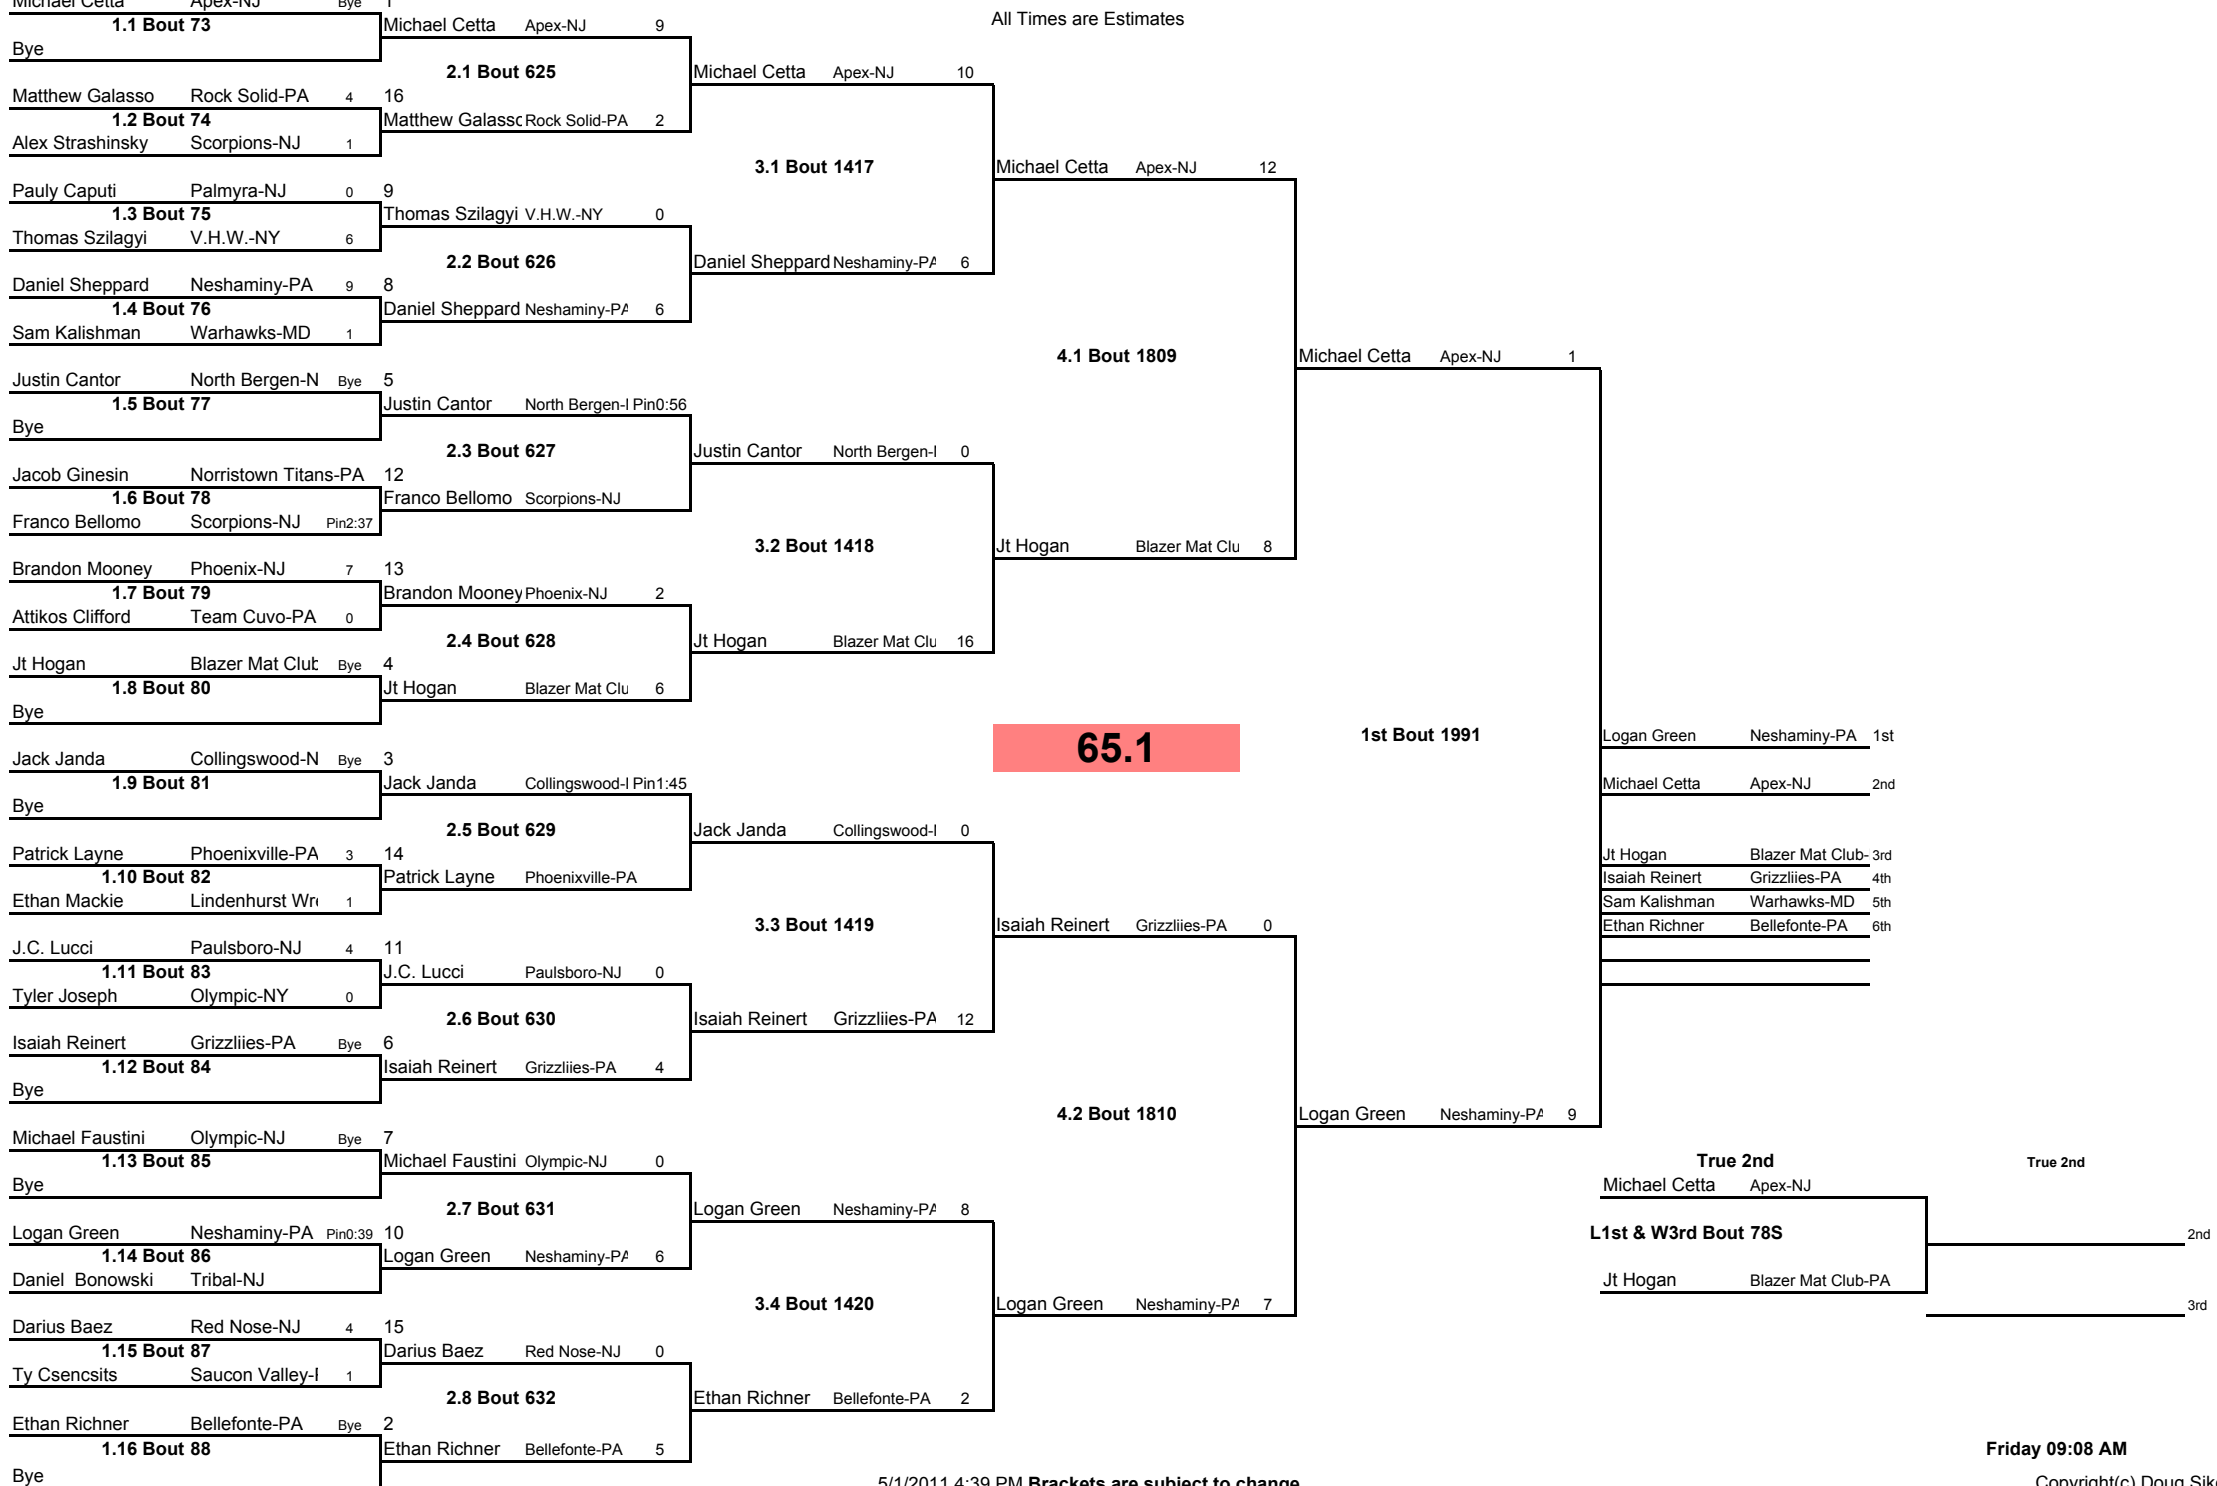 Michael Cetta Apex-NJ Bye 1
1.1 Bout 73
Bye
Matthew Galasso Rock Solid-PA 4 16
1.2 Bout 74
Alex Strashinsky Scorpions-NJ 1
Pauly Caputi Palmyra-NJ 0 9
1.3 Bout 75
Thomas Szilagyi V.H.W.-NY 6
Daniel Sheppard Neshaminy-PA 9 8
1.4 Bout 76
Sam Kalishman Warhawks-MD 1
Justin Cantor North Bergen-N Bye 5
1.5 Bout 77
Bye
Jacob Ginesin Norristown Titans-PA 12
1.6 Bout 78
Franco Bellomo Scorpions-NJ Pin2:37
Brandon Mooney Phoenix-NJ 7 13
1.7 Bout 79
Attikos Clifford Team Cuvo-PA 0
Jt Hogan Blazer Mat Club Bye 4
1.8 Bout 80
Bye
Jack Janda Collingswood-N Bye 3
1.9 Bout 81
Bye
Patrick Layne Phoenixville-PA 3 14
1.10 Bout 82
Ethan Mackie Lindenhurst Wre 1
J.C. Lucci Paulsboro-NJ 4 11
1.11 Bout 83
Tyler Joseph Olympic-NY 0
Isaiah Reinert Grizzliies-PA Bye 6
1.12 Bout 84
Bye
Michael Faustini Olympic-NJ Bye 7
1.13 Bout 85
Bye
Logan Green Neshaminy-PA Pin0:39 10
1.14 Bout 86
Daniel Bonowski Tribal-NJ
Darius Baez Red Nose-NJ 4 15
1.15 Bout 87
Ty Csencsits Saucon Valley- 1
Ethan Richner Bellefonte-PA Bye 2
1.16 Bout 88
Bye
Michael Cetta Apex-NJ 9
2.1 Bout 625
Matthew Galasso Rock Solid-PA 2
Thomas Szilagyi V.H.W.-NY 0
2.2 Bout 626
Daniel Sheppard Neshaminy-PA 6
Justin Cantor North Bergen- Pin0:56
2.3 Bout 627
Franco Bellomo Scorpions-NJ
Brandon Mooney Phoenix-NJ 2
2.4 Bout 628
Jt Hogan Blazer Mat Clu 6
Jack Janda Collingswood- Pin1:45
2.5 Bout 629
Patrick Layne Phoenixville-PA
J.C. Lucci Paulsboro-NJ 0
2.6 Bout 630
Isaiah Reinert Grizzliies-PA 4
Michael Faustini Olympic-NJ 0
2.7 Bout 631
Logan Green Neshaminy-PA 6
Darius Baez Red Nose-NJ 0
2.8 Bout 632
Ethan Richner Bellefonte-PA 5
Michael Cetta Apex-NJ 10
3.1 Bout 1417
Daniel Sheppard Neshaminy-PA 6
Justin Cantor North Bergen- 0
3.2 Bout 1418
Jt Hogan Blazer Mat Clu 16
Jack Janda Collingswood- 0
3.3 Bout 1419
Isaiah Reinert Grizzliies-PA 12
Logan Green Neshaminy-PA 8
3.4 Bout 1420
Ethan Richner Bellefonte-PA 2
All Times are Estimates
Michael Cetta Apex-NJ 12
4.1 Bout 1809
Jt Hogan Blazer Mat Clu 8
65.1
Isaiah Reinert Grizzliies-PA 0
4.2 Bout 1810
Logan Green Neshaminy-PA 7
Michael Cetta Apex-NJ 1
1st Bout 1991
Logan Green Neshaminy-PA 9
Logan Green Neshaminy-PA 1st
Michael Cetta Apex-NJ 2nd
Jt Hogan Blazer Mat Club- 3rd
Isaiah Reinert Grizzliies-PA 4th
Sam Kalishman Warhawks-MD 5th
Ethan Richner Bellefonte-PA 6th
True 2nd True 2nd
Michael Cetta Apex-NJ
L1st & W3rd Bout 78S
2nd
Jt Hogan Blazer Mat Club-PA
3rd
Friday 09:08 AM
5/1/2011 4:39 PM Brackets are subject to change
Copyright(c) Doug Sik